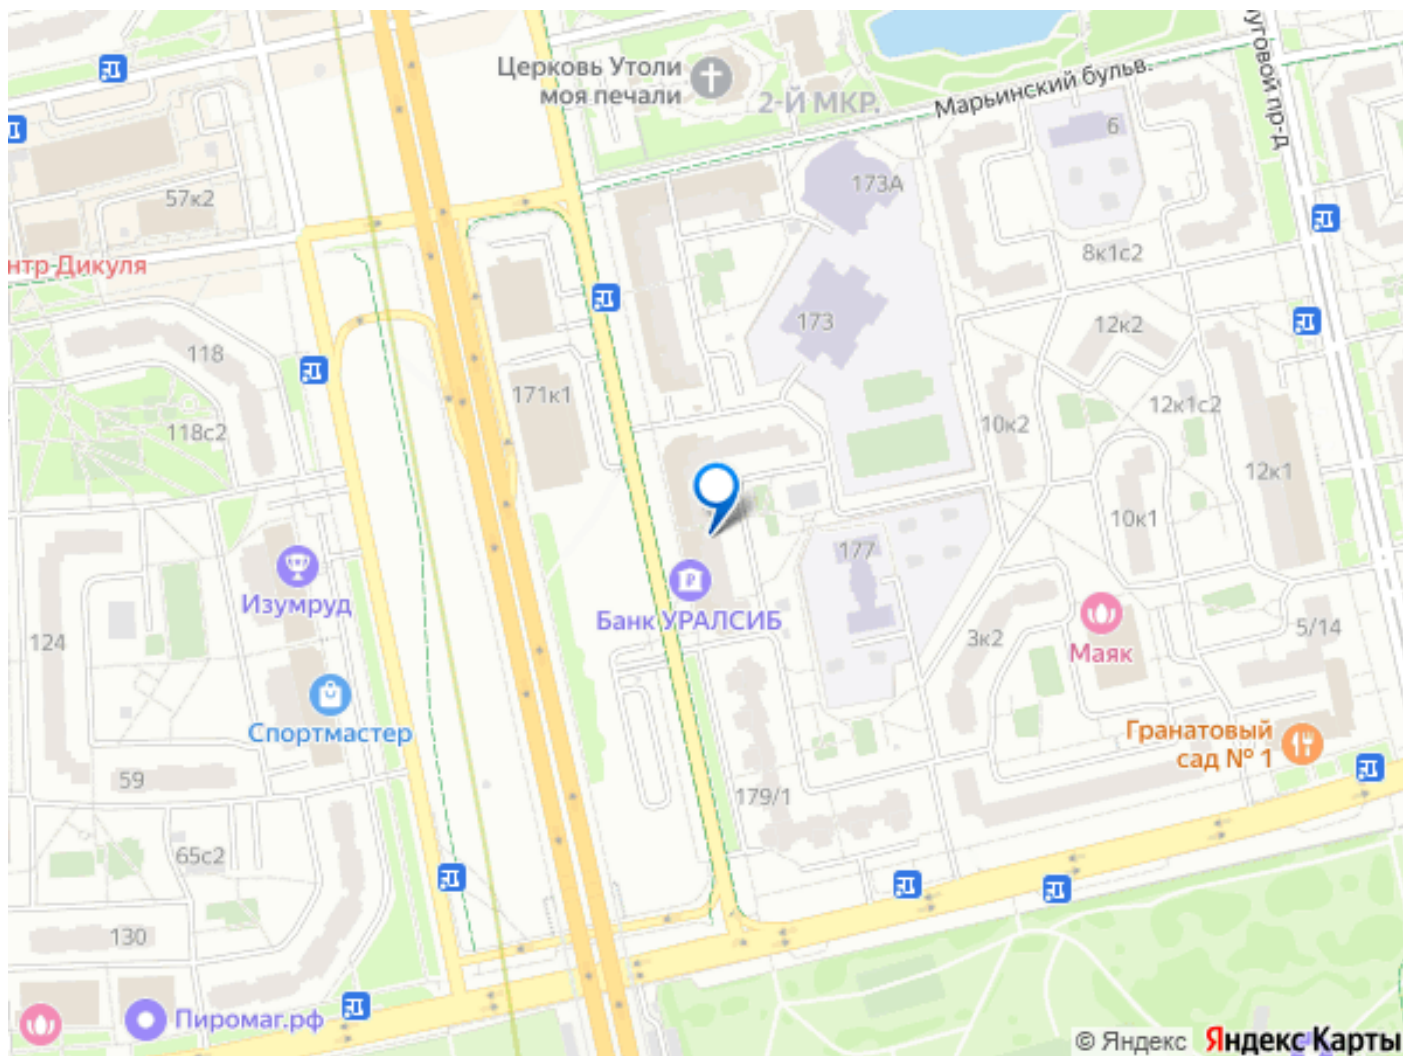 Церковь Утоли
моя печали
2-Й МКР.
Марьинский бульв.
уговой пр-д
6
173А
57к2
8к1с2
нтр Дикуля
173
12к2
118
171к1
12к1с2
118с2
10к2
12к1
10к1
177
Изумруд
Банк УРАЛСИБ
124
3к2
5/14
Маяк
Спортмастер
Гранатовый
сад № 1
59
179/1
65с2
130
Пиромаг.рф
© Яндекс Яндекс Карты